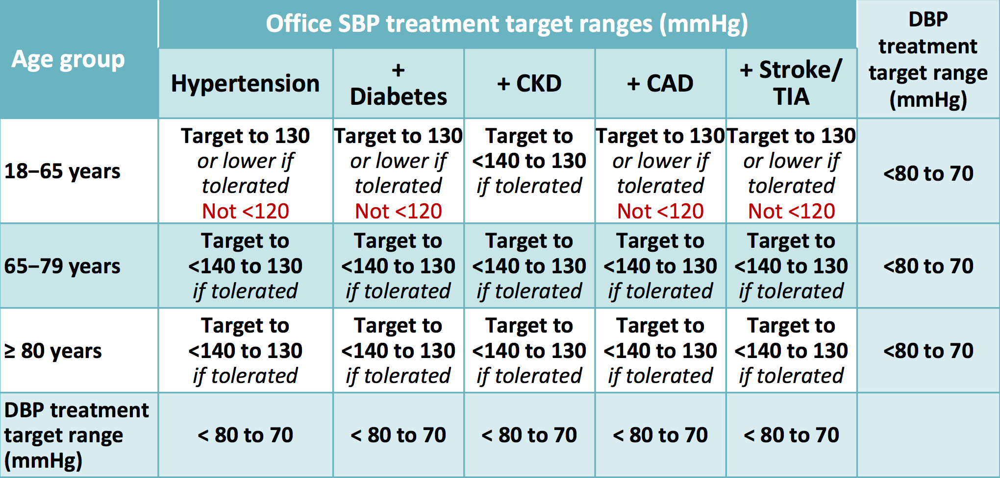 Age group
Office SBP treatment target ranges (mmHg)
DBP
treatment
target range
(mmHg)
Hypertension
+
Diabetes
+ CKD
+ CAD
+ Stroke/
TIA
18–65 years
Target to 130
or lower if
tolerated
Not <120
Target to 130
or lower if
tolerated
Not <120
Target to
<140 to 130
if tolerated
Target to 130
or lower if
tolerated
Not <120
Target to 130
or lower if
tolerated
Not <120
<80 to 70
65–79 years
Target to
<140 to 130
if tolerated
Target to
<140 to 130
if tolerated
Target to
<140 to 130
if tolerated
Target to
<140 to 130
if tolerated
Target to
<140 to 130
if tolerated
<80 to 70
≥ 80 years
Target to
<140 to 130
if tolerated
Target to
<140 to 130
if tolerated
Target to
<140 to 130
if tolerated
Target to
<140 to 130
if tolerated
Target to
<140 to 130
if tolerated
<80 to 70
DBP treatment
target range
(mmHg)
< 80 to 70
< 80 to 70
< 80 to 70
< 80 to 70
< 80 to 70